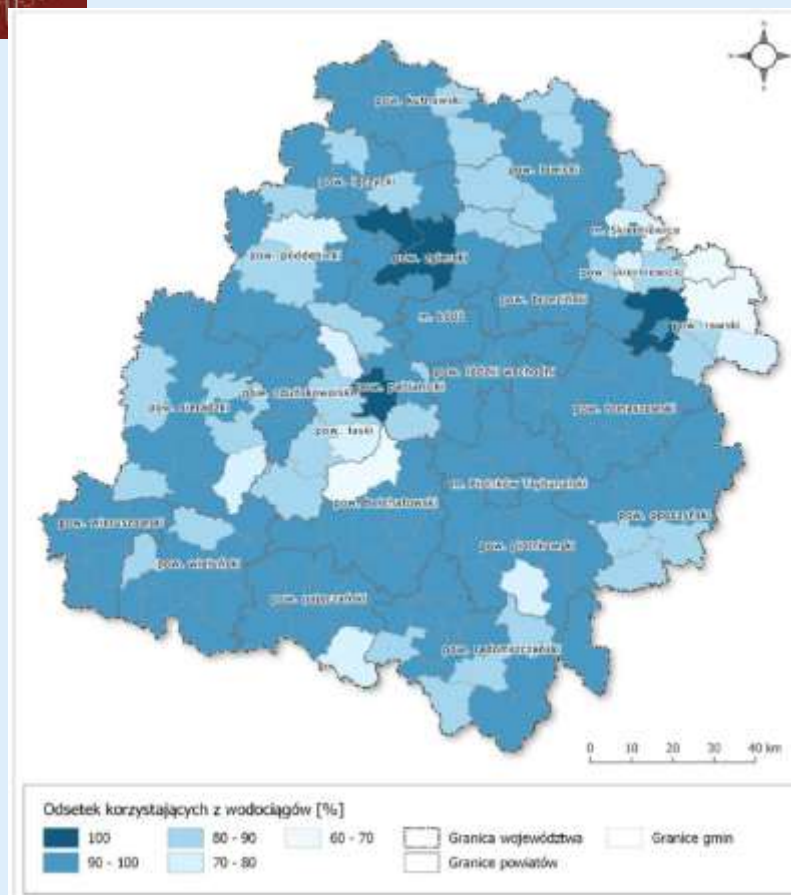 pow. kutnowski
pow. łęczycki
pow. łowicki
m. Skierniewice
pow. poddębicki
pow. zgierski
pow. skierniewicki
pow. brzeziński
m. Łódź
pow. rawski
pow. łódzki wschodni
pow. sieradzki
pow. zduńskowolski
pow. pabianicki
pow. tomaszowski
pow. łaski
m. Piotrków Trybunalski
pow. bełchatowski
pow. opoczyński
pow. wieruszowski
pow. piotrkowski
pow. wieluński
pow. pajęczański
pow. radomszczański
0 10 20 30 40 km
Odsetek korzystających z wodociągów [%]
100 80 - 90 60 - 70 Granica województwa Granice gmin
90 - 100 70 - 80 Granice powiatów